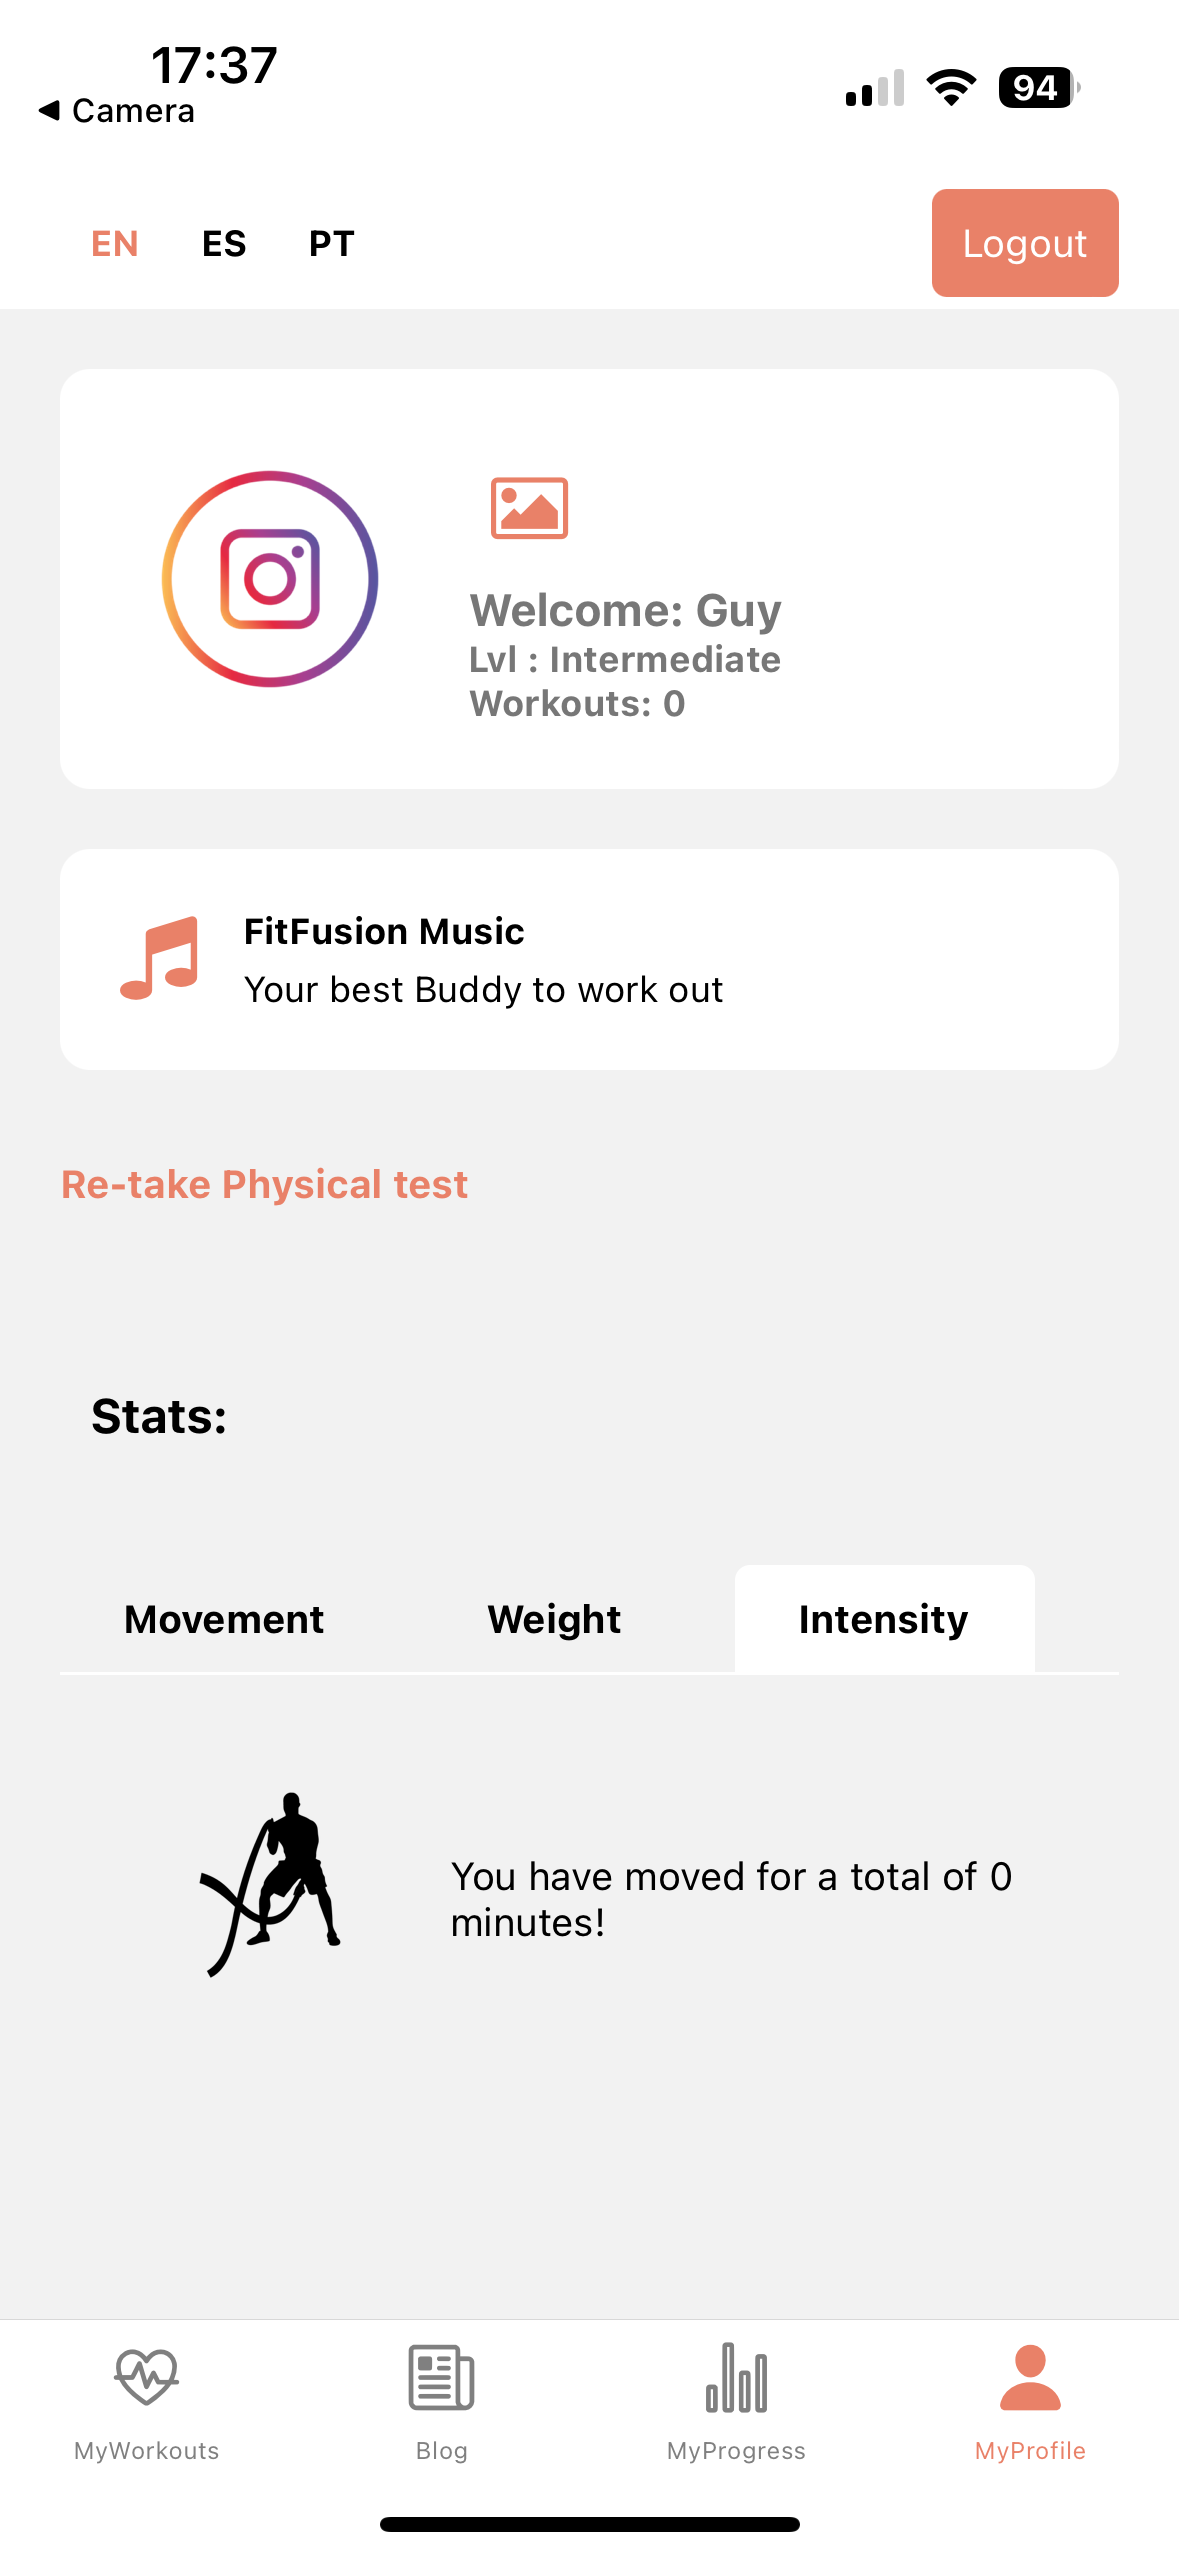 17:37
◀ Camera
94
EN ES PT
Logout
Welcome: Guy
Lvl : Intermediate
Workouts: 0
FitFusion Music
Your best Buddy to work out
Re-take Physical test
Stats:
Movement Weight Intensity
You have moved for a total of 0
minutes!
MyWorkouts Blog MyProgress MyProfile